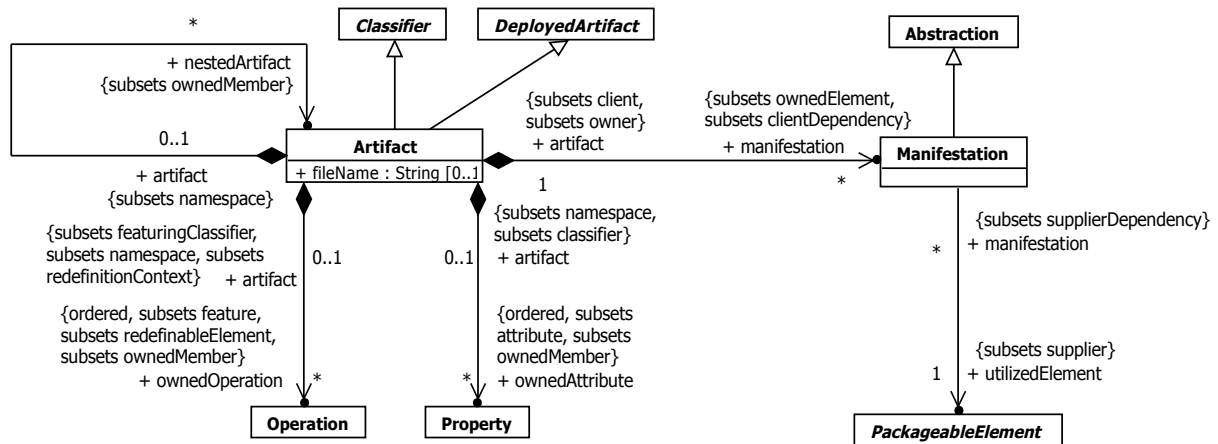 Classifier
DeployedArtifact
Abstraction
*
+ nestedArtifact
{subsets ownedMember}
0..1
+ artifact
{subsets namespace}
Artifact
+ fileName : String [0..1
{subsets client,
subsets owner}
+ artifact
1
{subsets ownedElement,
subsets clientDependency}
+ manifestation
*
Manifestation
{subsets featuringClassifier,
subsets namespace, subsets
redefinitionContext} + artifact
0..1
{subsets namespace,
subsets classifier}
+ artifact
0..1
{subsets supplierDependency}
+ manifestation
*
{ordered, subsets feature,
subsets redefinableElement,
subsets ownedMember}
+ ownedOperation
*
{ordered, subsets
attribute, subsets
ownedMember}
+ ownedAttribute
*
{subsets supplier}
+ utilizedElement
1
Operation
Property
PackageableElement